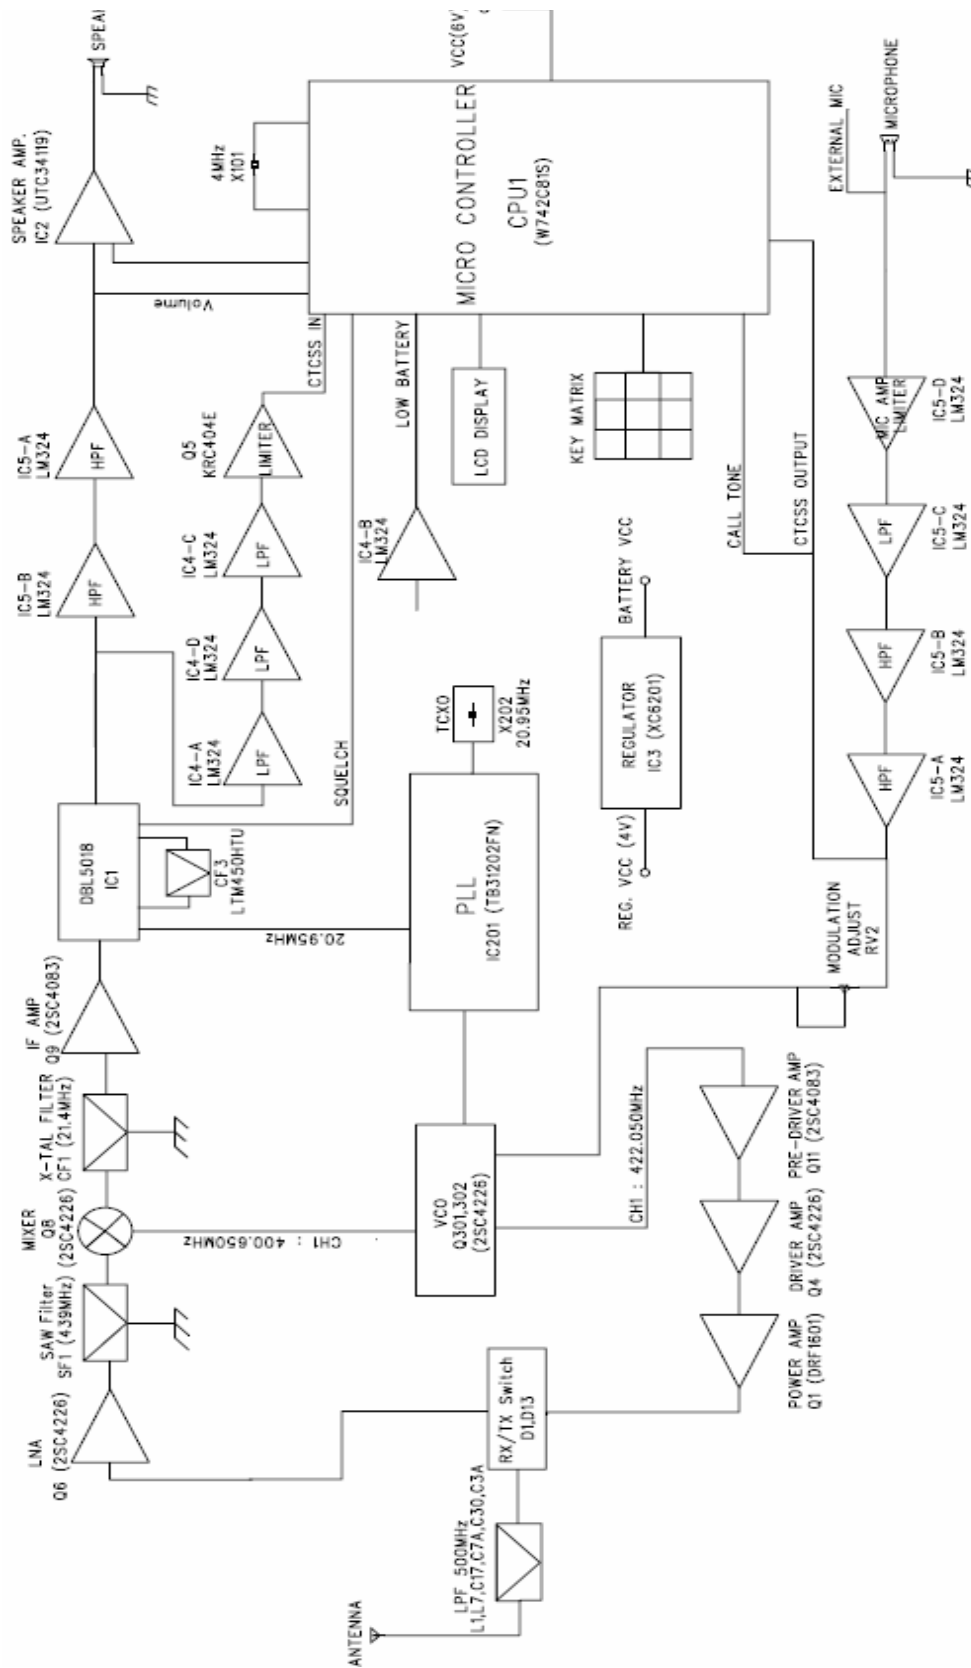 ANTENNA
LPF 500MHz
L1,L7,C17,C7A,C30,C3A
RX/TX Switch
D1,D13
LNA
Q6 (2SC4226)
SAW Filter
SF1 (439MHz)
MIXER
Q8
(2SC4226)
X-TAL FILTER
CF1 (21.4MHz)
IF AMP
Q9 (2SC4083)
DBL5018
IC1
CF3
LTM450HTU
20.95MHz
IC5-B
LM324
HPF
IC5-A
LM324
HPF
SPEAKER AMP.
IC2 (UTC34119)
Volume
IC4-A
LM324
LPF
IC4-D
LM324
LPF
IC4-C
LM324
LPF
Q5
KRC404E
LIMITER
CTCSS IN
SQUELCH
4MHz
X101
VCC(6V)
MICRO CONTROLLER
CPU1
(W742C81S)
LOW BATTERY
IC4-B
LM324
LCD DISPLAY
KEY MATRIX
CALL TONE
CTCSS OUTPUT
TCXO
X202
20.95MHz
PLL
IC201 (TB31202FN)
REG. VCC (4V)
REGULATOR
IC3 (XC6201)
BATTERY VCC
CH1 : 400.650MHz
VCO
Q301,302
(2SC4226)
CH1 : 422.050MHz
POWER AMP
Q1 (DRF1601)
DRIVER AMP
Q4 (2SC4226)
PRE-DRIVER AMP
Q11 (2SC4083)
MODULATION
ADJUST
RV2
HPF
IC5-A
LM324
HPF
IC5-B
LM324
LPF
IC5-C
LM324
MIC AMP
LIMITER
IC5-D
LM324
EXTERNAL MIC
MICROPHONE